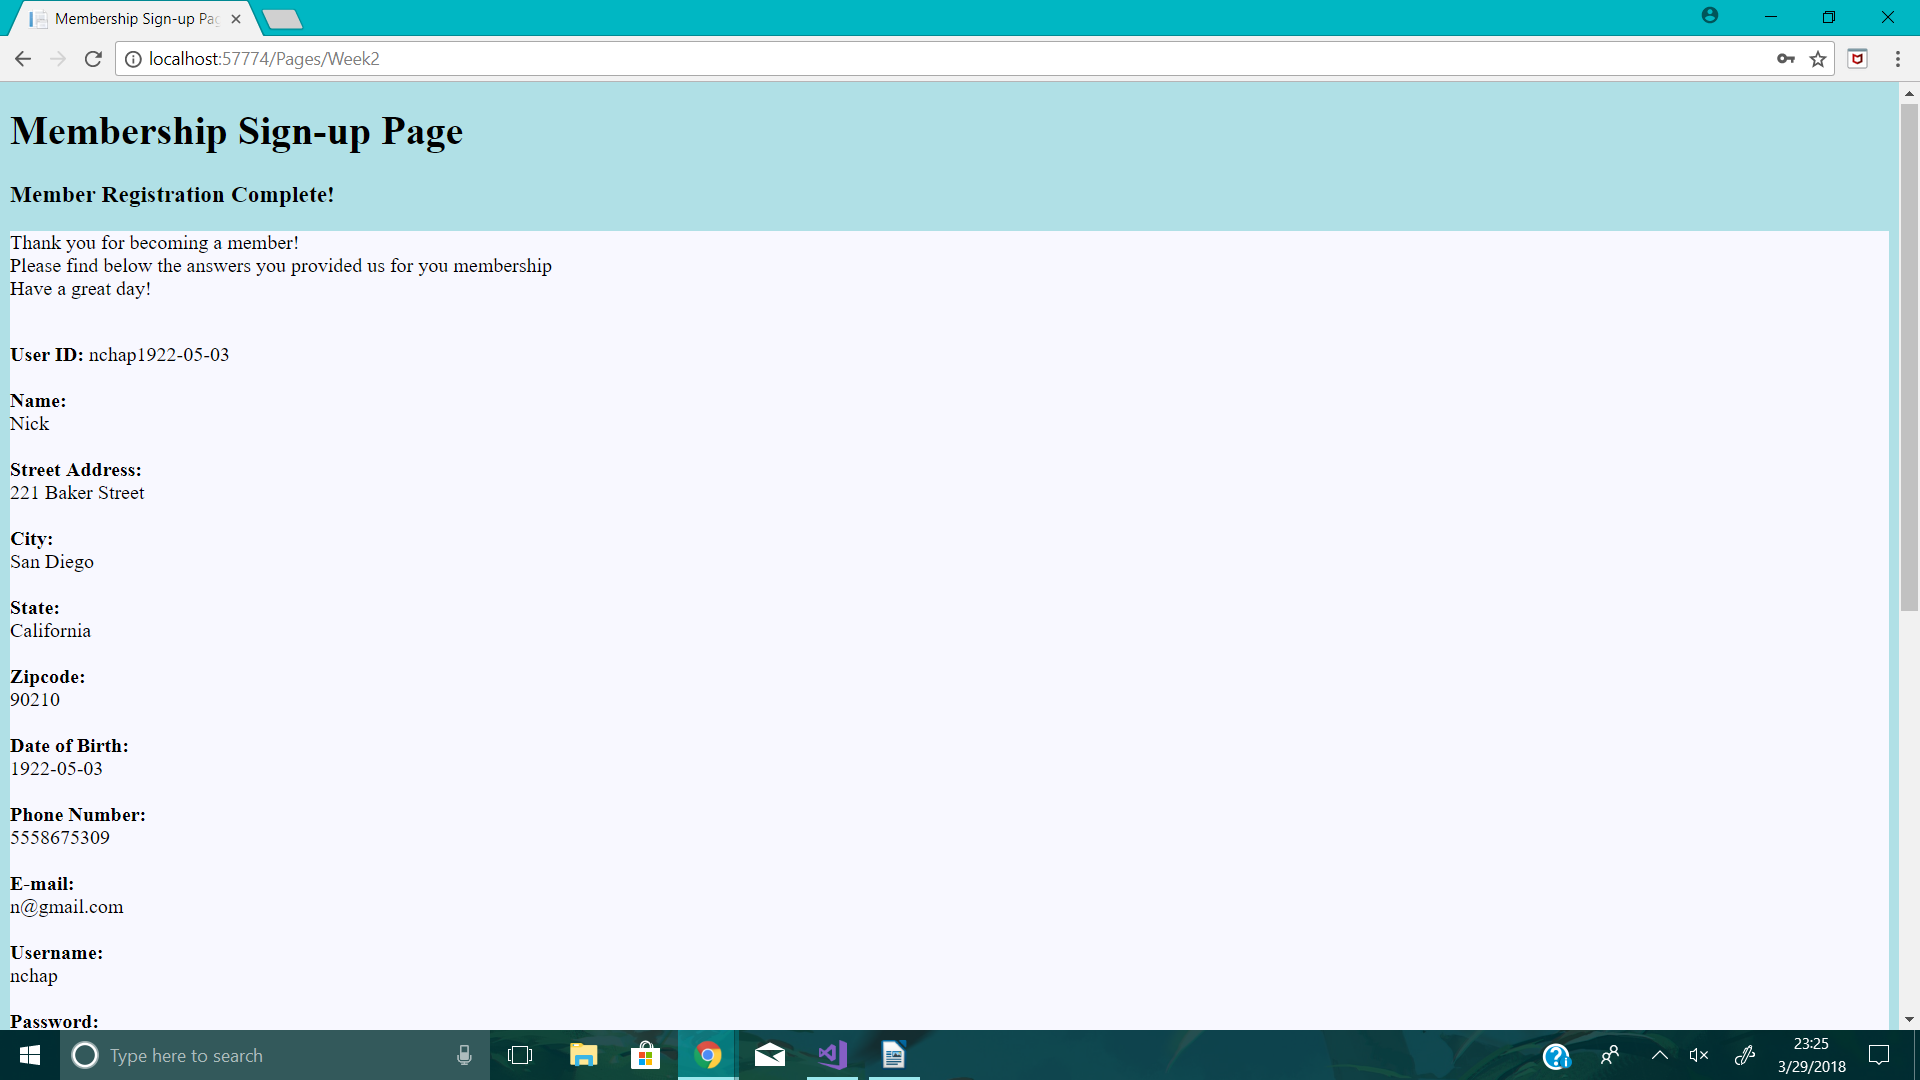 Membership Sign-up Pag
localhost:57774/Pages/Week2
Membership Sign-up Page
Member Registration Complete!
Thank you for becoming a member!
Please find below the answers you provided us for you membership
Have a great day!
User ID: nchap1922-05-03
Name:
Nick
Street Address:
221 Baker Street
City:
San Diego
State:
California
Zipcode:
90210
Date of Birth:
1922-05-03
Phone Number:
5558675309
E-mail:
n@gmail.com
Username:
nchap
Password:
Type here to search
23:25
3/29/2018